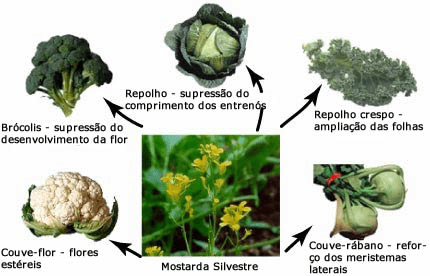 Repolho - supressão do
comprimento dos entrenós
Brócolis - supressão do
desenvolvimento da flor
Repolho crespo -
ampliação das folhas
Couve-flor - flores
estéreis
Mostarda Silvestre
Couve-rábano - refor-
ço dos meristemas
laterais